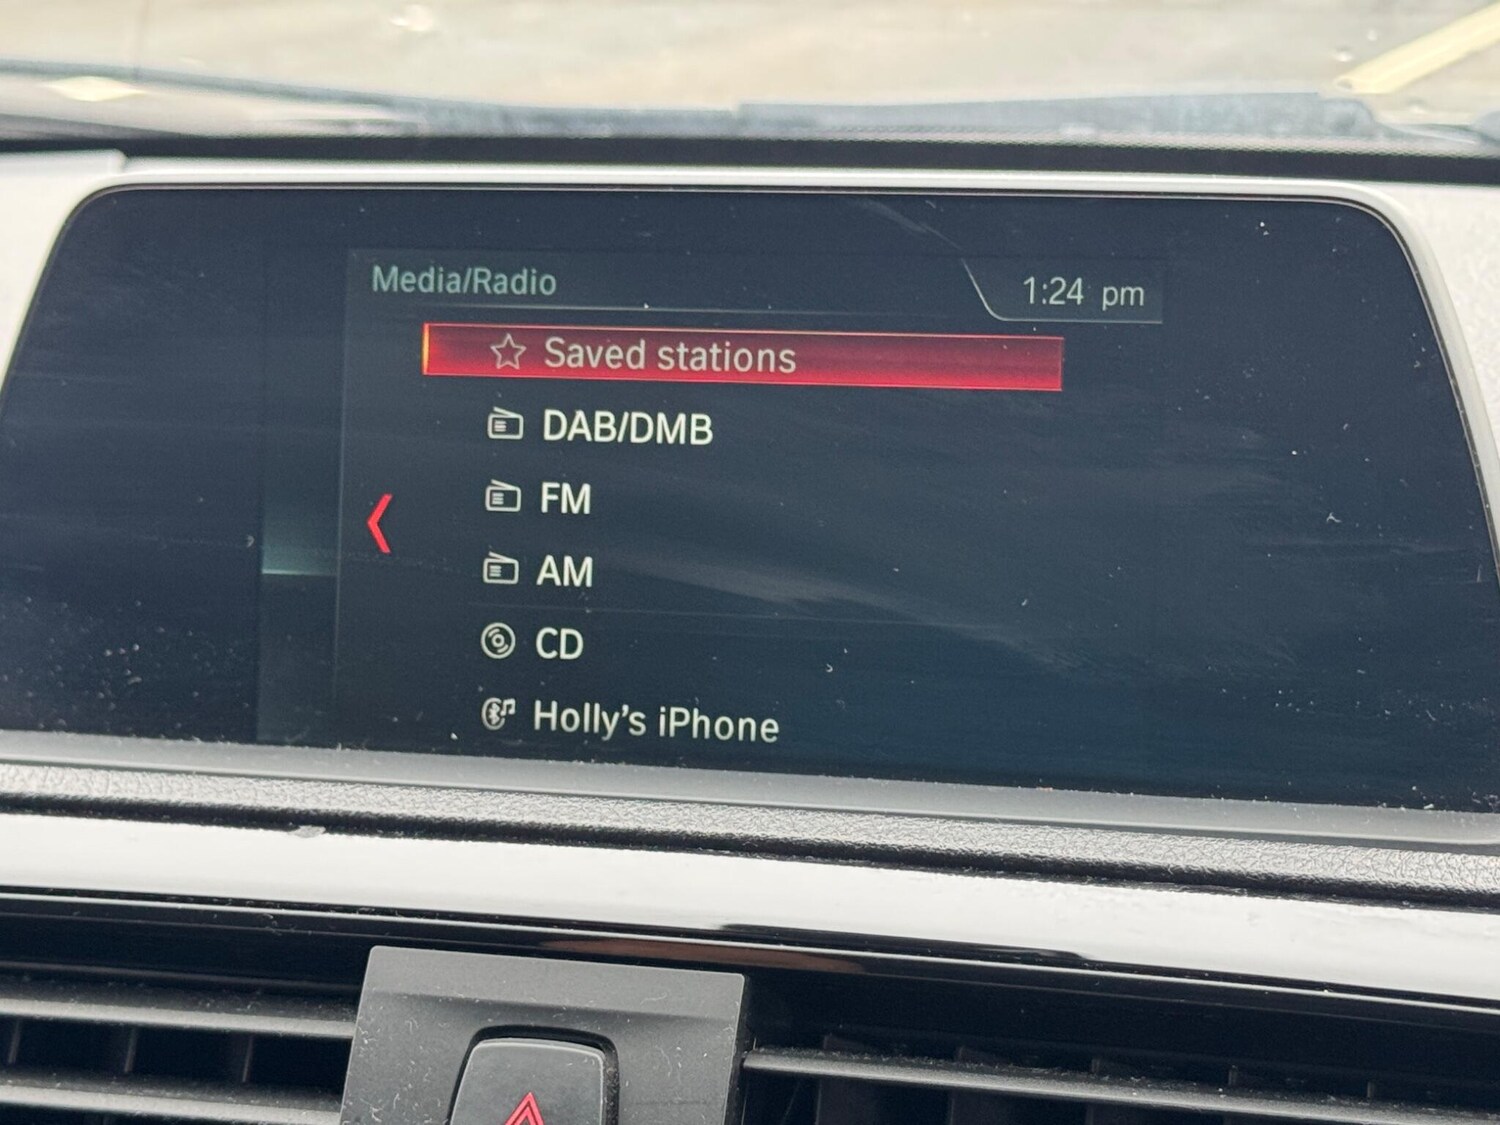 Media/Radio
1:24 pm
Saved stations
DAB/DMB
FM
AM
CD
Holly's iPhone